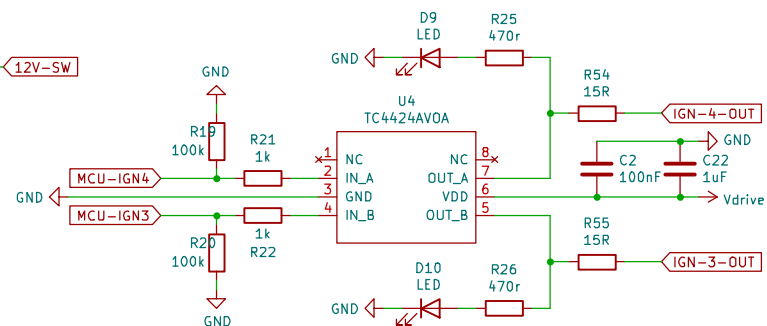 D9
LED
R25
470r
GND
12V-SW
GND
R54
15R
IGN-4-OUT
U4
TC4424AVOA
R19
100k
R21
1k
GND
C2
100nF
C22
1uF
1 NC
NC 8
MCU-IGN4
2 IN_A
OUT_A 7
GND
3 GND
VDD 6
Vdrive
MCU-IGN3
4 IN_B
OUT_B 5
R20
100k
1k
R22
R55
15R
IGN-3-OUT
D10
LED
R26
470r
GND
GND